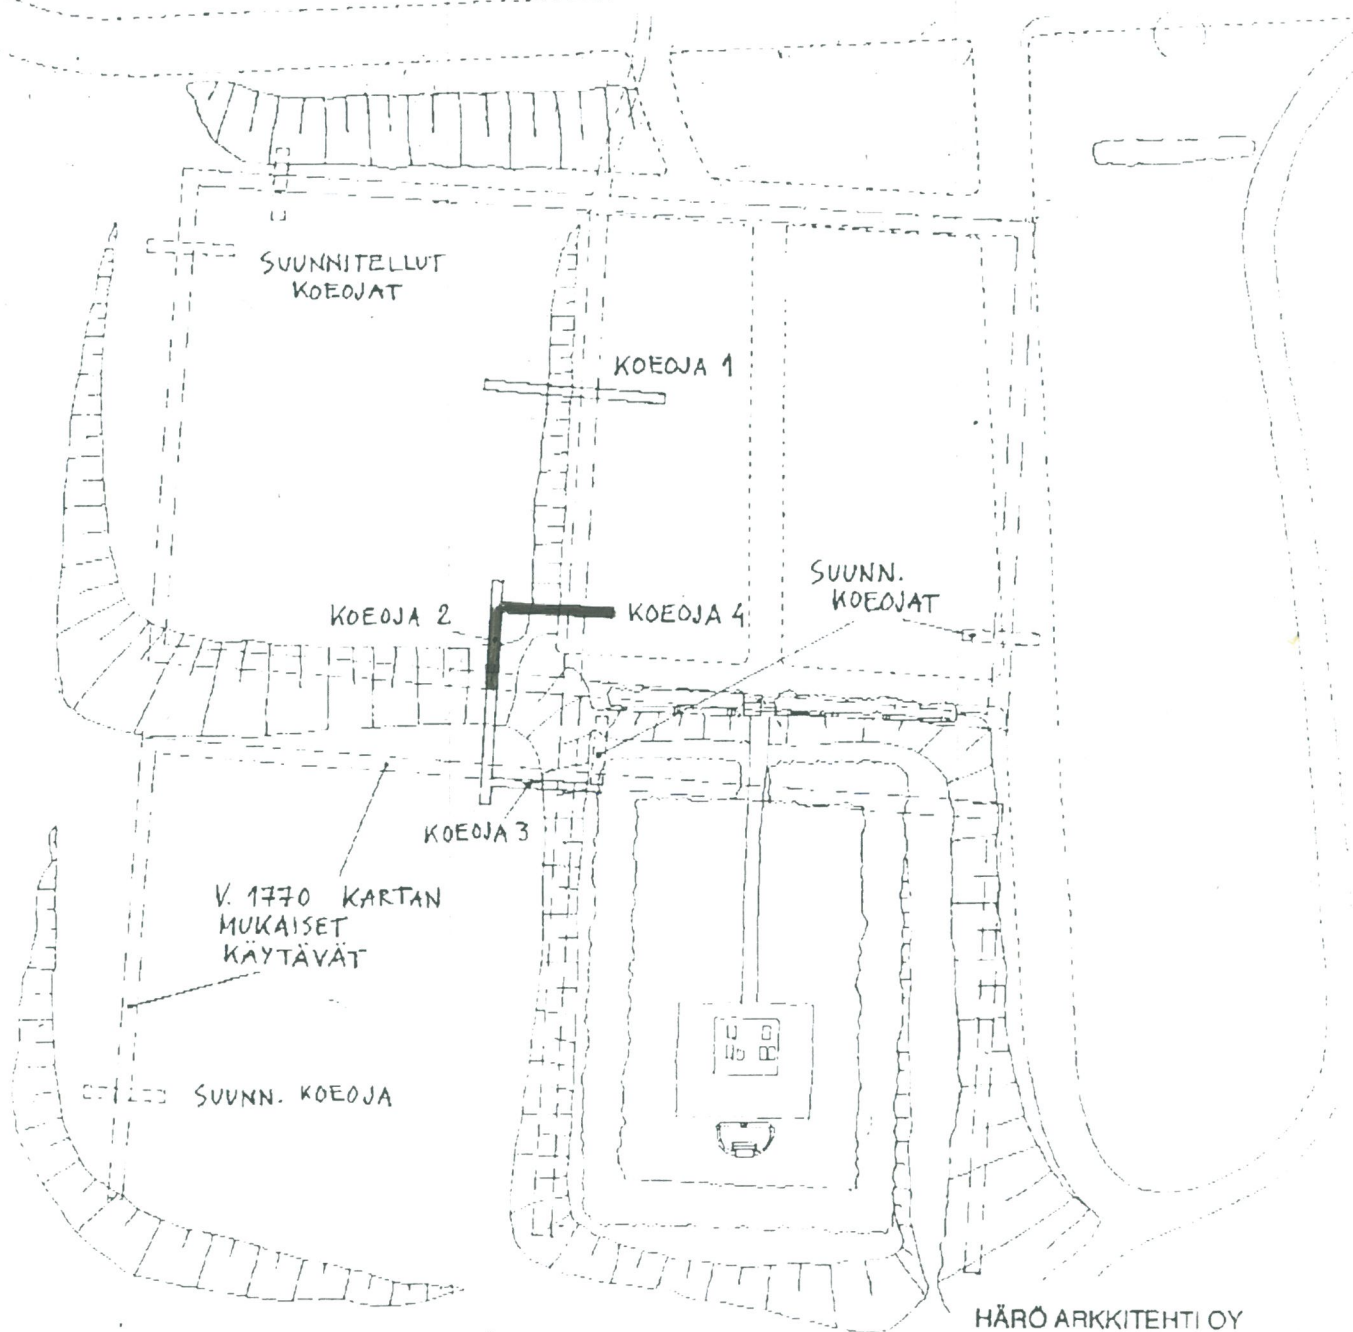 SUUNNITELLUT
KOEOJAT
KOEOJA 1
SUUNN.
KOEOJAT
KOEOJA 2
KOEOJA 4
KOEOJA 3
V. 1770 KARTAN
MUKAISET
KÄYTÄVÄT
SUUNN. KOEOJA
HÄRÖ ARKKITEHTI OY